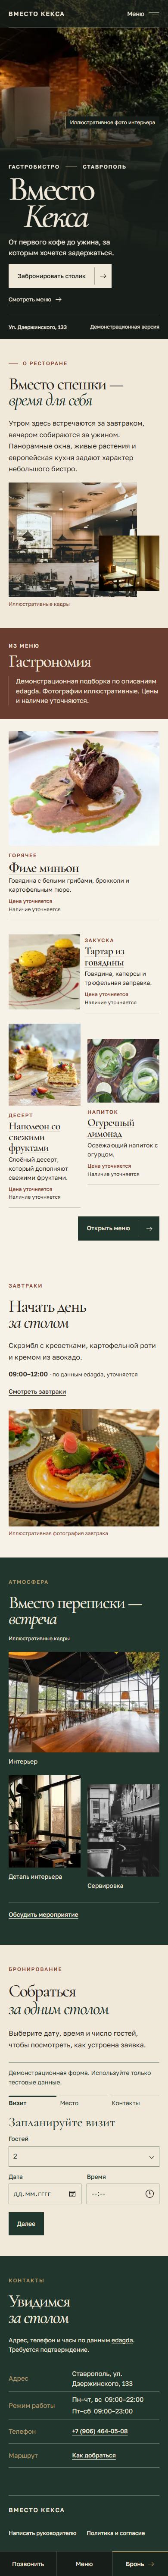 ВМЕСТО КЕКСА
Меню
Иллюстративное фото интерьера
ГАСТРОБИСТРО
СТАВРОПОЛЬ
Вместо
Кекса
От первого кофе до ужина, за
которым хочется задержаться.
Забронировать столик →
Смотреть меню →
Ул. Дзержинского, 133
Демонстрационная версия
О РЕСТОРАНЕ
Вместо спешки —
время для себя
Утром здесь встречаются за завтраком,
вечером собираются за ужином.
Панорамные окна, живые растения и
европейская кухня задают характер
небольшого бистро.
Иллюстративные кадры
ИЗ МЕНЮ
Гастрономия
Демонстрационная подборка по описаниям
edagda. Фотографии иллюстративные. Цены
и наличие уточняются.
ГОРЯЧЕЕ
Филе миньон
Говядина с белыми грибами, брокколи и
картофельным пюре.
Цена уточняется
Наличие уточняется
ЗАКУСКА
Тартар из
говядины
Говядина, каперсы и
трюфельная заправка.
Цена уточняется
Наличие уточняется
ДЕСЕРТ
Наполеон со
свежими
фруктами
Слоёный десерт,
который дополняют
свежими фруктами.
Цена уточняется
Наличие уточняется
НАПИТОК
Огуречный
лимонад
Освежающий напиток с
огурцом.
Цена уточняется
Наличие уточняется
Открыть меню →
ЗАВТРАКИ
Начать день
за столом
Скрэмбл с креветками, картофельной роти
и кремом из авокадо.
09:00–12:00 · по данным edagda, уточняется
Смотреть завтраки
Иллюстративная фотография завтрака
АТМОСФЕРА
Вместо переписки —
встреча
Иллюстративные кадры
Интерьер
Деталь интерьера
Сервировка
Обсудить мероприятие
БРОНИРОВАНИЕ
Собраться
за одним столом
Выберите дату, время и число гостей,
чтобы посмотреть, как устроена заявка.
Демонстрационная форма. Используйте только
тестовые данные.
Визит
Место
Контакты
Запланируйте визит
Гостей
2
Дата
Время
дд.мм.гггг
--:--
Далее
КОНТАКТЫ
Увидимся
за столом
Адрес, телефон и часы по данным edagda.
Требуется подтверждение.
Адрес
Ставрополь, ул.
Дзержинского, 133
Режим работы
Пн–чт, вс 09:00–22:00
Пт–сб 09:00–23:00
Телефон
+7 (906) 464-05-08
Маршрут
Как добраться
ВМЕСТО КЕКСА
Написать руководителю
Политика и согласие
Позвонить
Меню
Бронь →